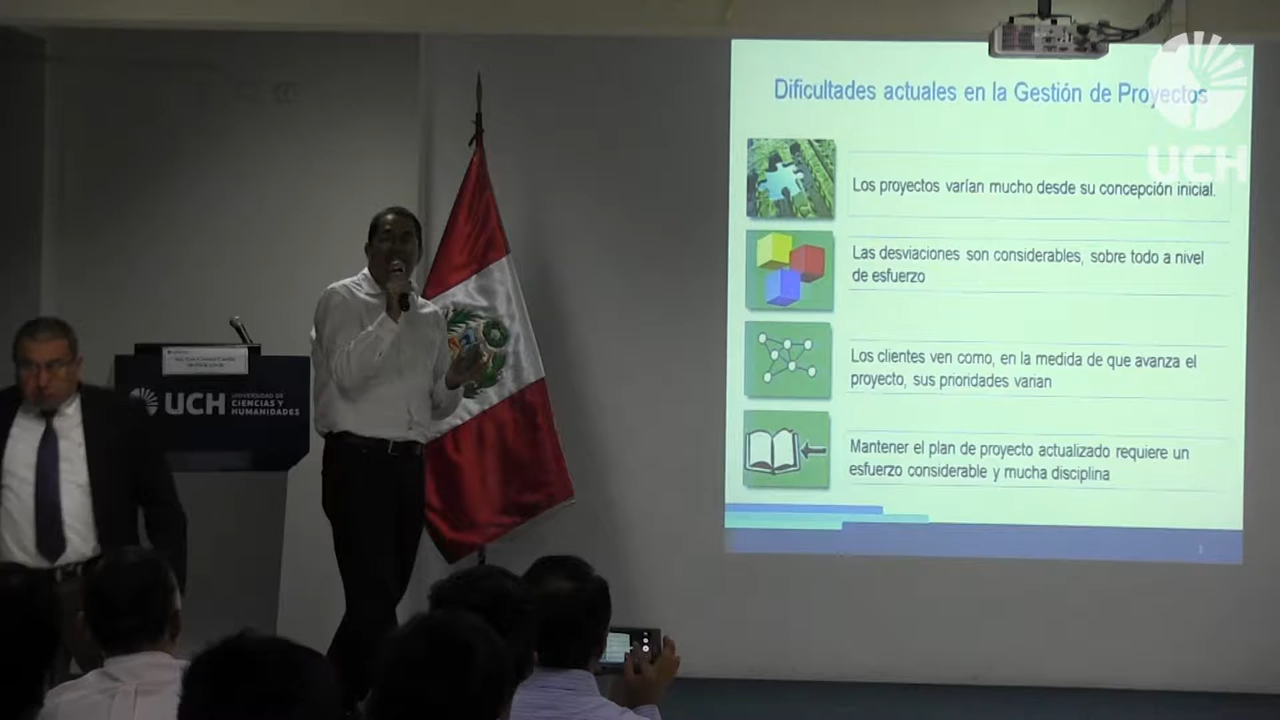 Dificultades actuales en la Gestión de Proyectos
UCH
Los proyectos varían mucho desde su concepción inicial.
Las desviaciones son considerables, sobre todo a nivel
de esfuerzo
Los clientes ven como, en la medida de que avanza el
proyecto, sus prioridades varian
Mantener el plan de proyecto actualizado requiere un
esfuerzo considerable y mucha disciplina
UCH
UNIVERSIDAD DE
CIENCIAS Y
HUMANIDADES